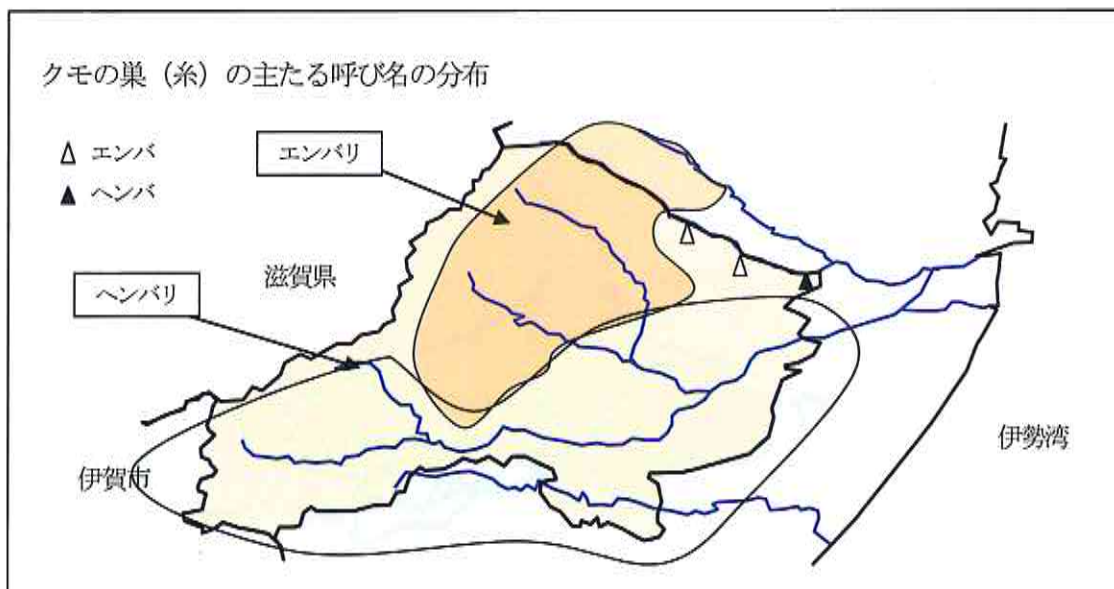 クモの巣（糸）の主たる呼び名の分布
エンバ
ヘンバ
エンバリ
ヘンバリ
滋賀県
伊賀市
伊勢湾